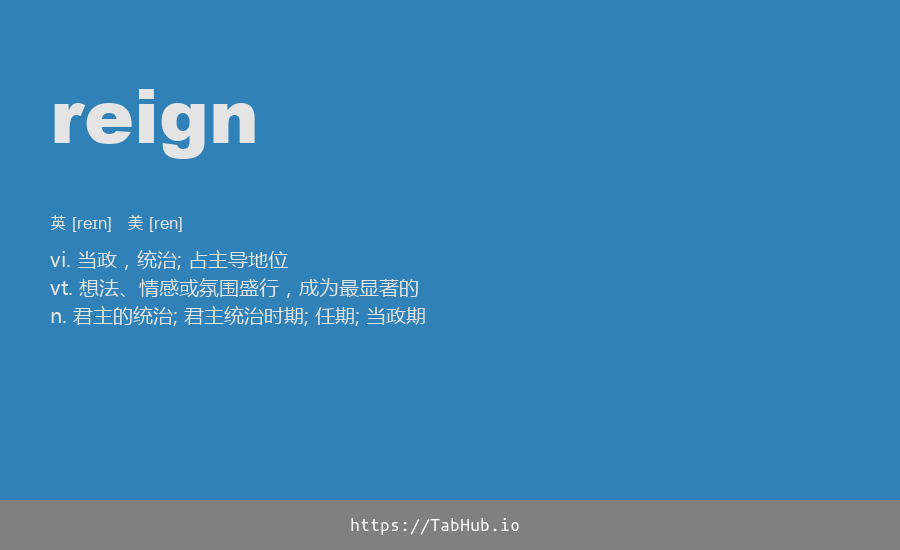 reign
英 [reɪn] 美 [ren]
vi. 当政，统治; 占主导地位
vt. 想法、情感或氛围盛行，成为最显著的
n. 君主的统治; 君主统治时期; 任期; 当政期
https://TabHub.io